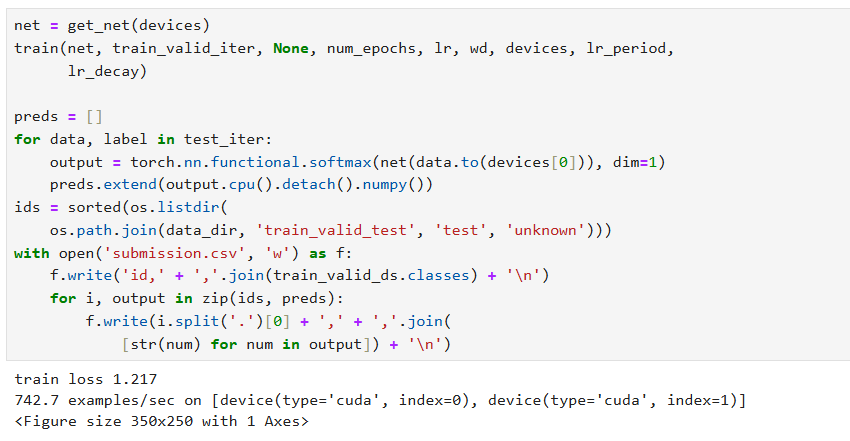 net = get_net(devices)
train(net, train_valid_iter, None, num_epochs, lr, wd, devices, lr_period,
      lr_decay)

preds = []
for data, label in test_iter:
    output = torch.nn.functional.softmax(net(data.to(devices[0])), dim=1)
    preds.extend(output.cpu().detach().numpy())
ids = sorted(os.listdir(
    os.path.join(data_dir, 'train_valid_test', 'test', 'unknown')))
with open('submission.csv', 'w') as f:
    f.write('id,' + ','.join(train_valid_ds.classes) + '\n')
    for i, output in zip(ids, preds):
        f.write(i.split('.')[0] + ',' + ','.join(
            [str(num) for num in output]) + '\n')
train loss 1.217
742.7 examples/sec on [device(type='cuda', index=0), device(type='cuda', index=1)]
<Figure size 350x250 with 1 Axes>